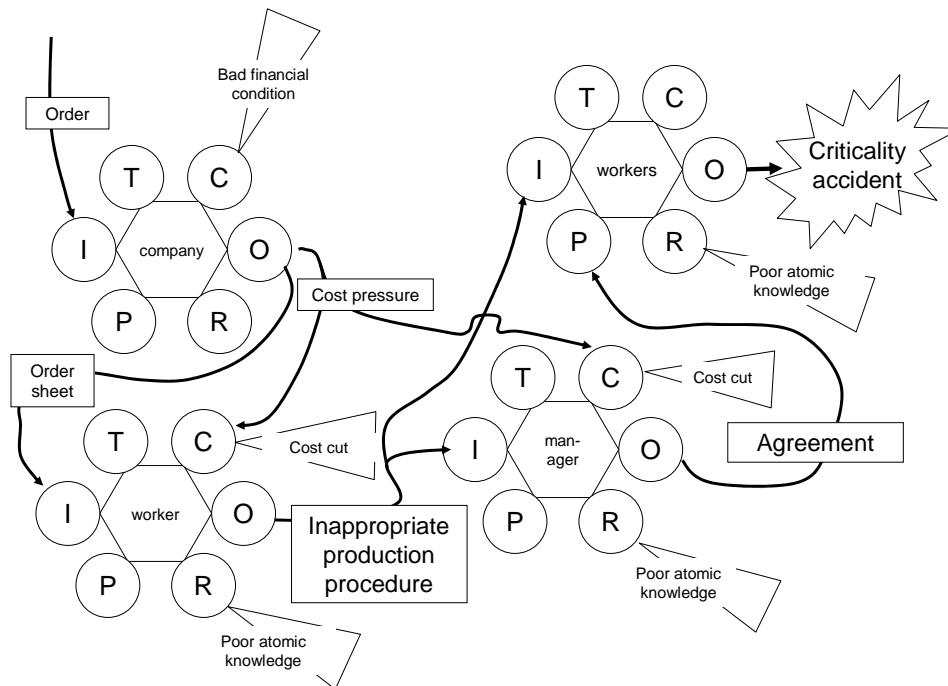 Bad financial
condition
Order
T
C
I
company
O
P
R
Cost pressure
Order
sheet
T
C
Cost cut
I
worker
O
P
R
Poor atomic
knowledge
Inappropriate
production
procedure
T
C
I
workers
O
P
R
Poor atomic
knowledge
Criticality
accident
T
C
Cost cut
I
man-
ager
O
P
R
Poor atomic
knowledge
Agreement